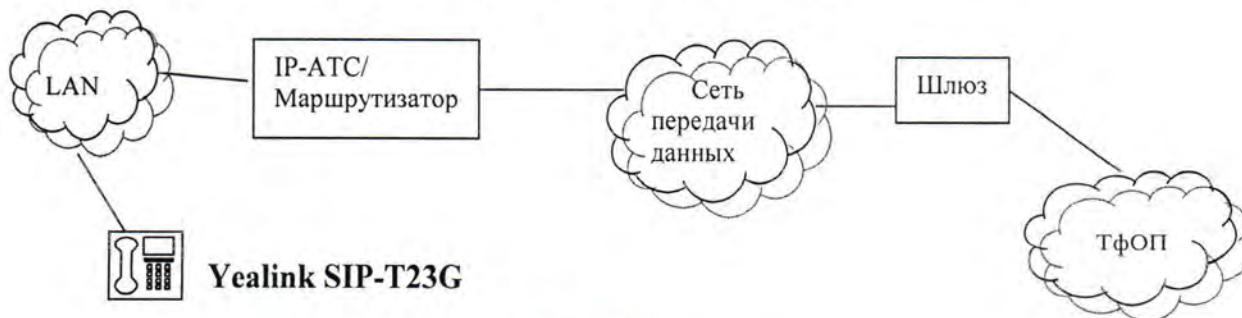 LAN
IP-АТС/
Маршрутизатор
Сеть
передачи
данных
Шлюз
ТфОП
Yealink SIP-T23G